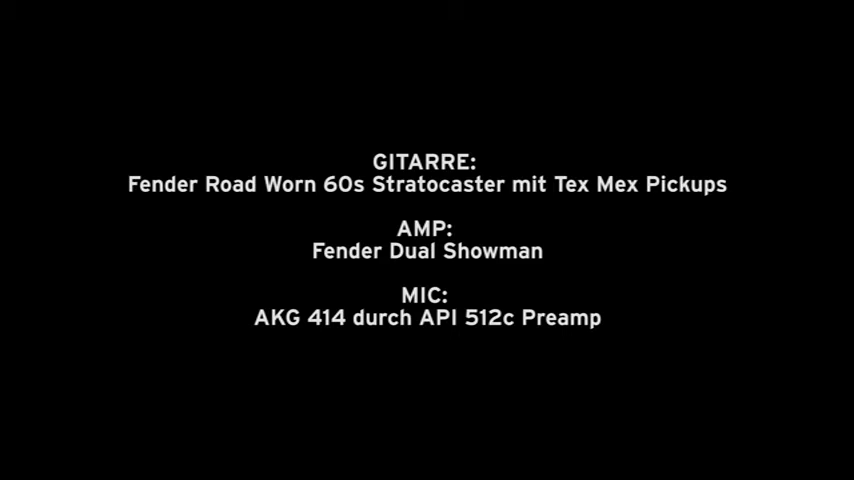 GITARRE:
Fender Road Worn 60s Stratocaster mit Tex Mex Pickups
AMP:
Fender Dual Showman
MIC:
AKG 414 durch API 512c Preamp